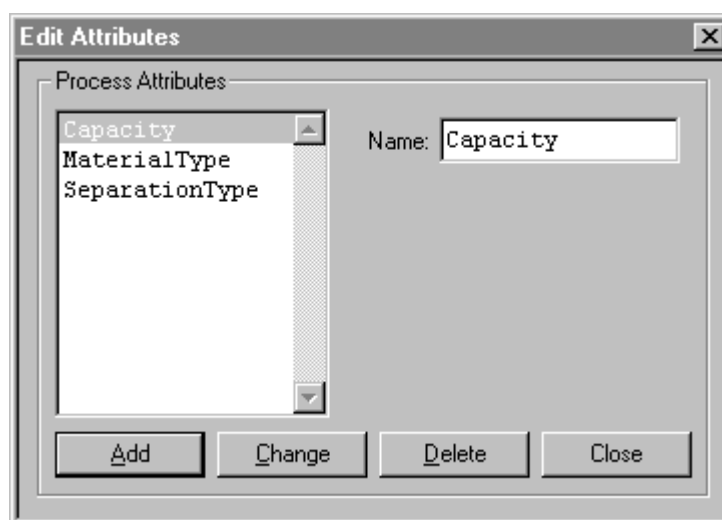 Edit Attributes
Process Attributes
Capacity
MaterialType
SeparationType
Name: Capacity
Add Change Delete Close